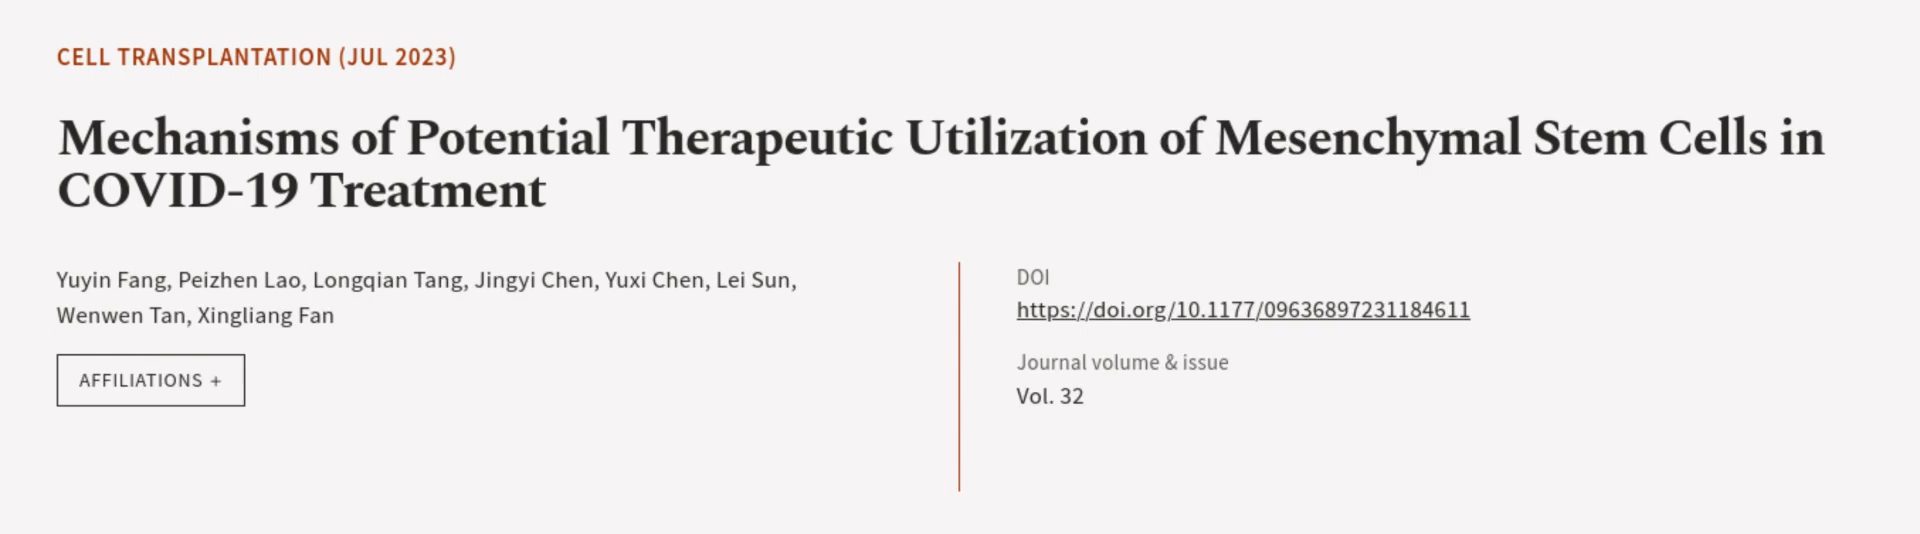 CELL TRANSPLANTATION (JUL 2023)
Mechanisms of Potential Therapeutic Utilization of Mesenchymal Stem Cells in
COVID-19 Treatment
Yuyin Fang, Peizhen Lao, Longqian Tang, Jingyi Chen, Yuxi Chen, Lei Sun,
Wenwen Tan, Xingliang Fan
AFFILIATIONS +
DOI
https://doi.org/10.1177/09636897231184611
Journal volume & issue
Vol. 32